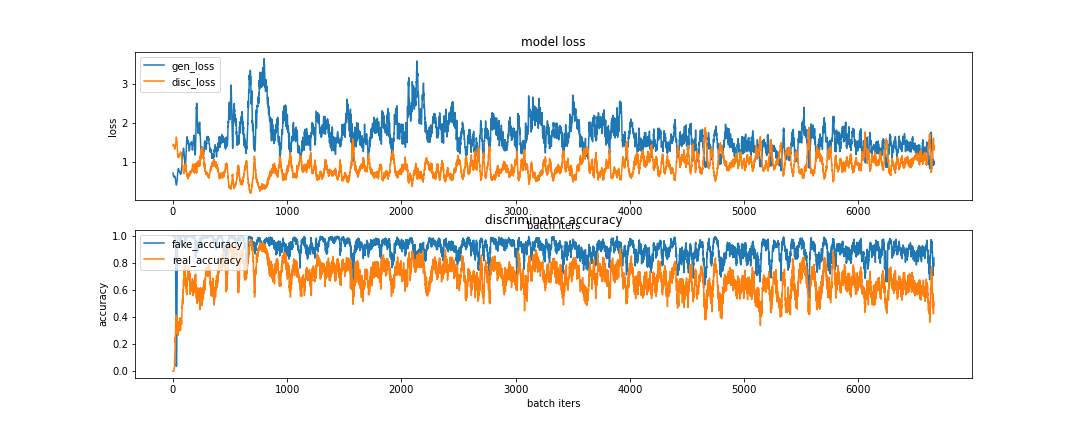 model loss
gen_loss
disc_loss
loss
3
2
1
0
1000
2000
3000
4000
5000
6000
batch iters
discriminator accuracy
fake_accuracy
real_accuracy
accuracy
1.0
0.8
0.6
0.4
0.2
0.0
0
1000
2000
3000
4000
5000
6000
batch iters